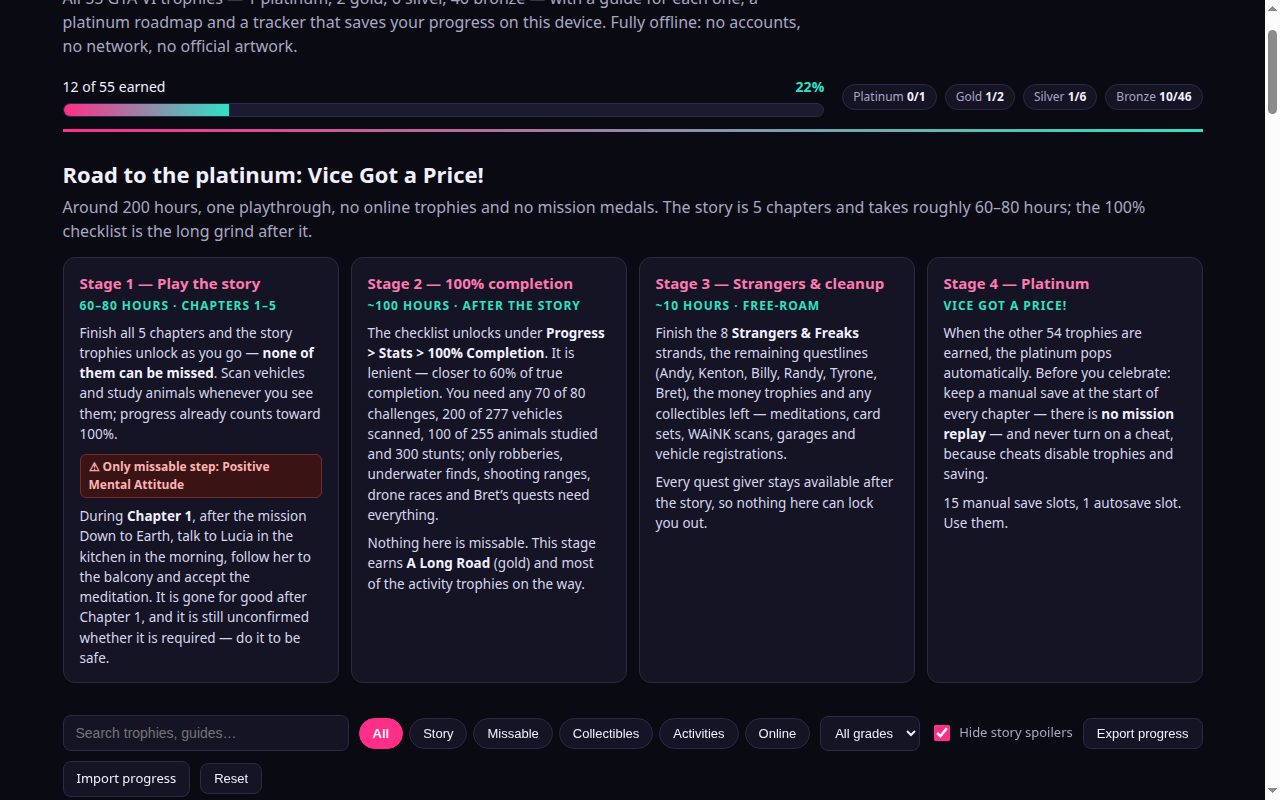 All 55 GTA VI trophies — 1 platinum, 2 gold, 6 silver, 46 bronze — with a guide for each one, a
platinum roadmap and a tracker that saves your progress on this device. Fully offline: no accounts,
no network, no official artwork.
12 of 55 earned
22%
Platinum 0/1
Gold 1/2
Silver 1/6
Bronze 10/46
Road to the platinum: Vice Got a Price!
Around 200 hours, one playthrough, no online trophies and no mission medals. The story is 5 chapters and takes roughly 60–80 hours; the 100%
checklist is the long grind after it.
Stage 1 — Play the story
60–80 HOURS · CHAPTERS 1–5
Finish all 5 chapters and the story
trophies unlock as you go — none of
them can be missed. Scan vehicles
and study animals whenever you see
them; progress already counts toward
100%.
⚠ Only missable step: Positive
Mental Attitude
During Chapter 1, after the mission
Down to Earth, talk to Lucia in the
kitchen in the morning, follow her to
the balcony and accept the
meditation. It is gone for good after
Chapter 1, and it is still unconfirmed
whether it is required — do it to be
safe.
Stage 2 — 100% completion
~100 HOURS · AFTER THE STORY
The checklist unlocks under Progress
> Stats > 100% Completion. It is
lenient — closer to 60% of true
completion. You need any 70 of 80
challenges, 200 of 277 vehicles
scanned, 100 of 255 animals studied
and 300 stunts; only robberies,
underwater finds, shooting ranges,
drone races and Bret’s quests need
everything.
Nothing here is missable. This stage
earns A Long Road (gold) and most
of the activity trophies on the way.
Stage 3 — Strangers & cleanup
~10 HOURS · FREE-ROAM
Finish the 8 Strangers & Freaks
strands, the remaining questlines
(Andy, Kenton, Billy, Randy, Tyrone,
Bret), the money trophies and any
collectibles left — meditations, card
sets, WAiNK scans, garages and
vehicle registrations.
Every quest giver stays available after
the story, so nothing here can lock
you out.
Stage 4 — Platinum
VICE GOT A PRICE!
When the other 54 trophies are
earned, the platinum pops
automatically. Before you celebrate:
keep a manual save at the start of
every chapter — there is no mission
replay — and never turn on a cheat,
because cheats disable trophies and
saving.
15 manual save slots, 1 autosave slot.
Use them.
Search trophies, guides…
All
Story
Missable
Collectibles
Activities
Online
All grades
Hide story spoilers
Export progress
Import progress
Reset